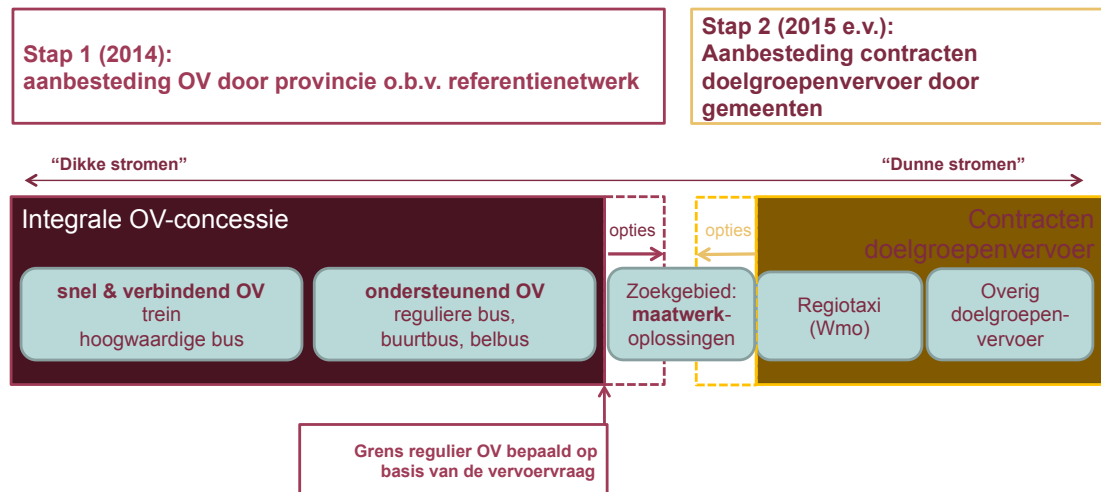 Stap 1 (2014):
aanbesteding OV door provincie o.b.v. referentienetwerk
Stap 2 (2015 e.v.):
Aanbesteding contracten
doelgroepenvervoer door
gemeenten
“Dikke stromen”
“Dunne stromen”
Integrale OV-concessie
opties
opties
Contracten
doelgroepenvervoer
snel & verbindend OV
trein
hoogwaardige bus
ondersteunend OV
reguliere bus,
buurtbus, belbus
Zoekgebied:
maatwerk-
oplossingen
Regiotaxi
(Wmo)
Overig
doelgroepen-
vervoer
Grens regulier OV bepaald op
basis van de vervoervraag